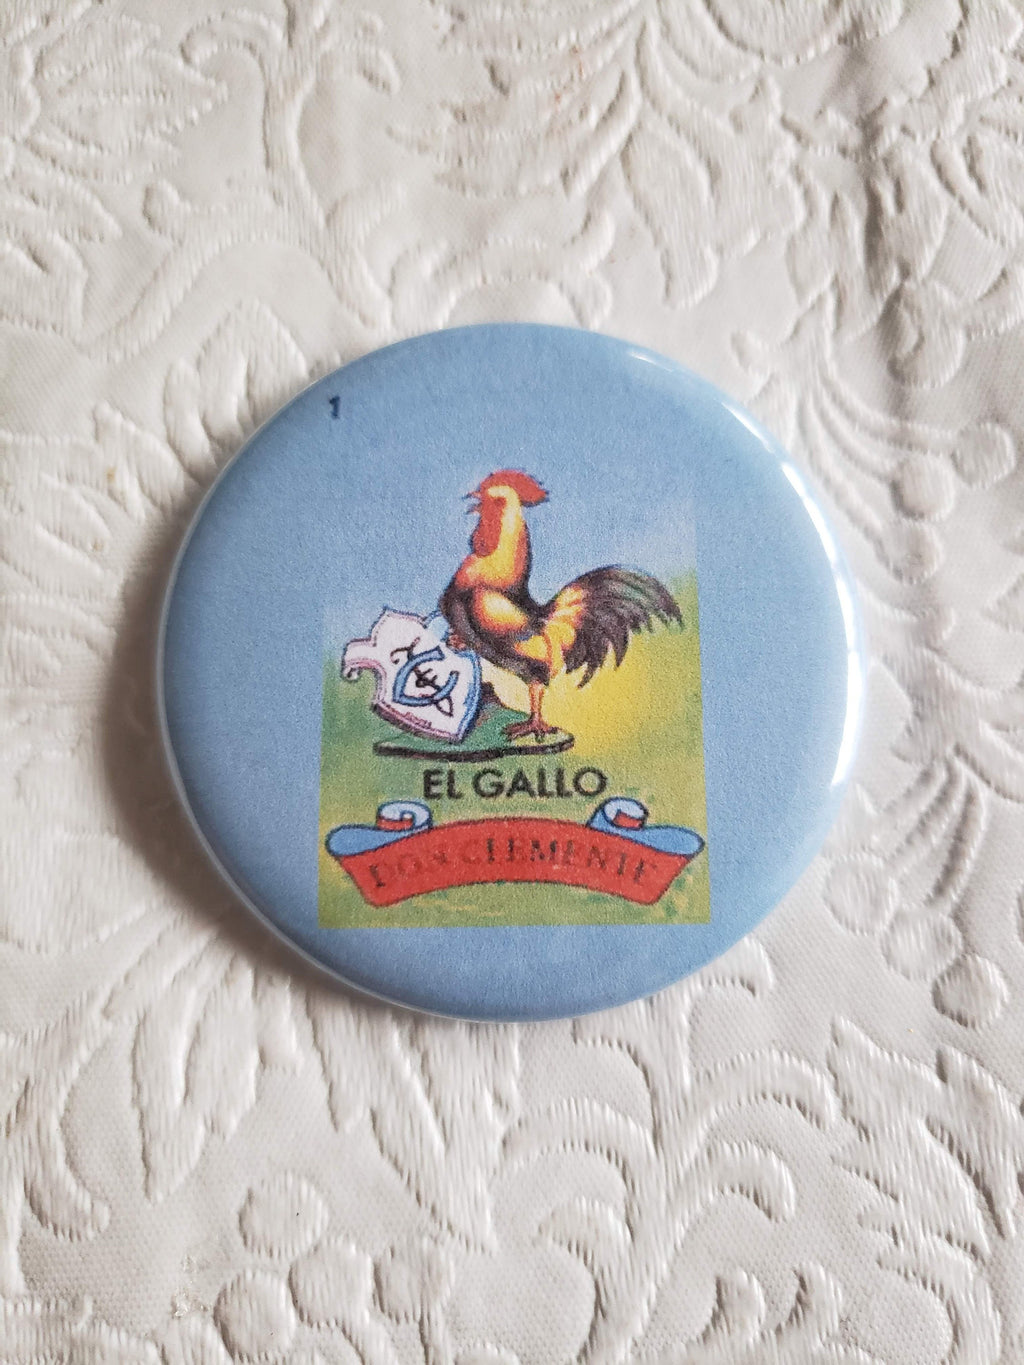 1
EL GALLO
DON CLEMENTE